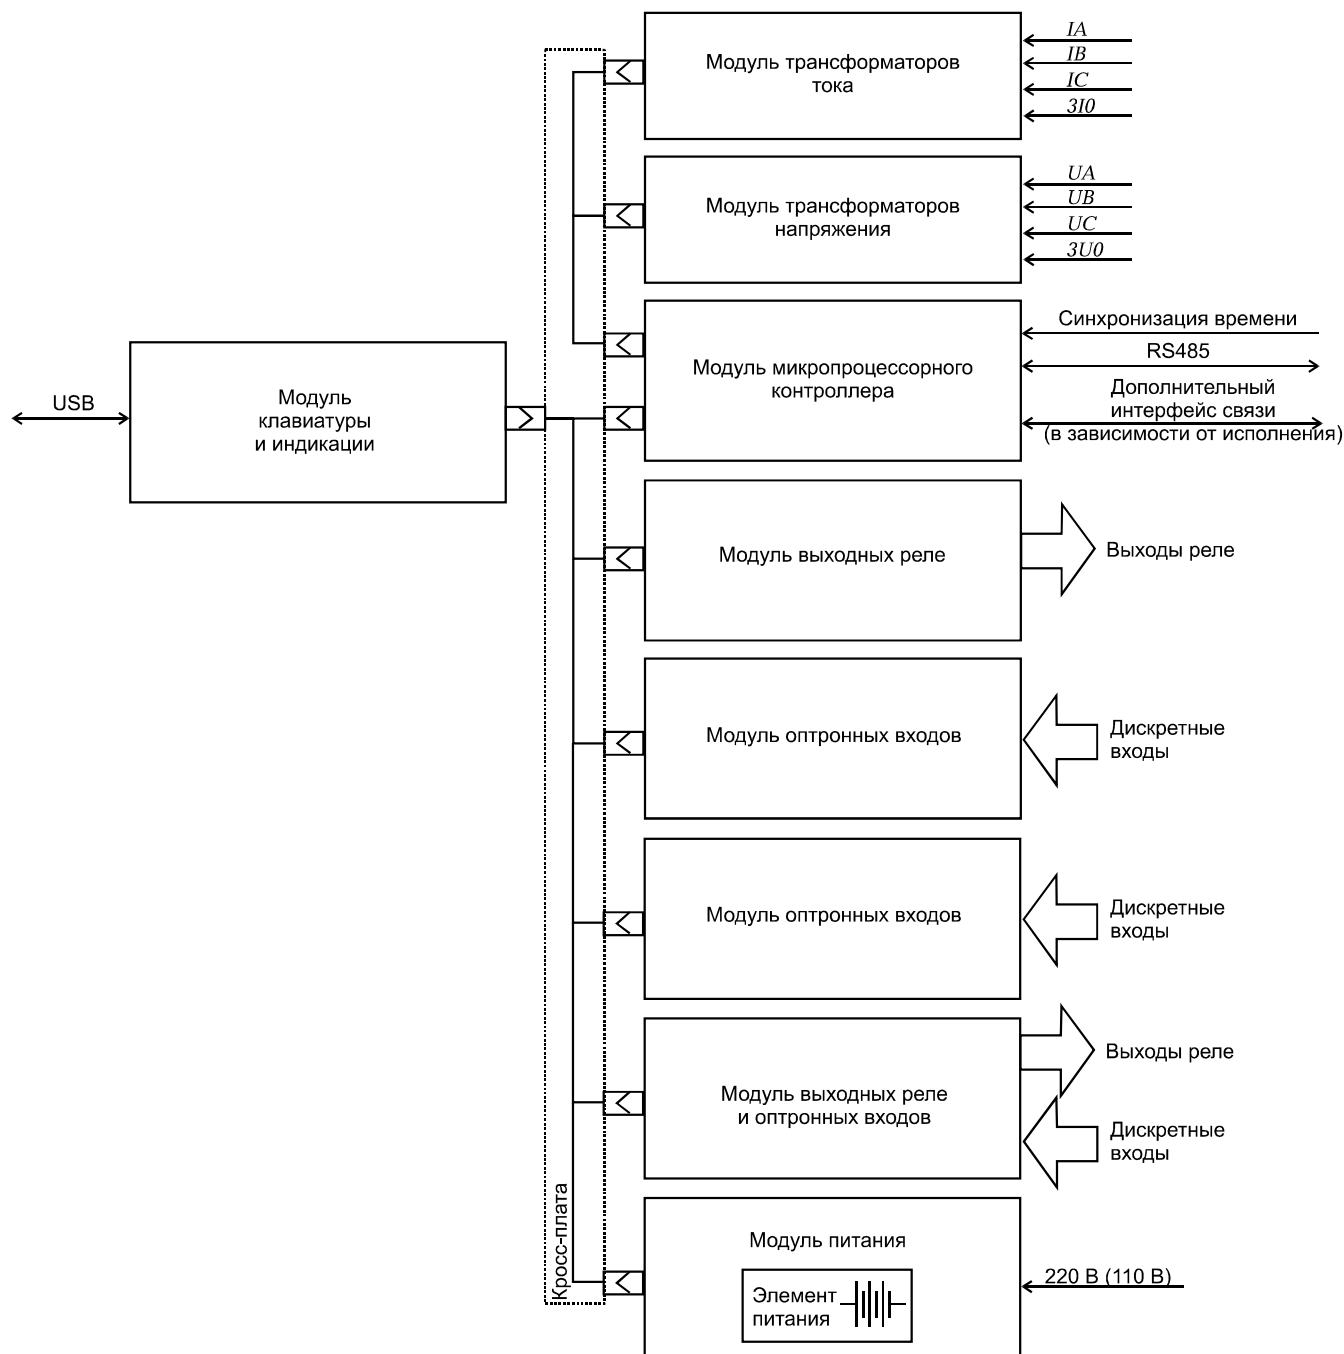 Модуль трансформаторов
тока
IA
IB
IC
3I0
Модуль трансформаторов
напряжения
UA
UB
UC
3U0
Модуль микропроцессорного
контроллера
Синхронизация времени
RS485
Дополнительный
интерфейс связи
(в зависимости от исполнения)
USB
Модуль
клавиатуры
и индикации
Модуль выходных реле
Выходы реле
Модуль оптронных входов
Дискретные
входы
Модуль оптронных входов
Дискретные
входы
Модуль выходных реле
и оптронных входов
Выходы реле
Дискретные
входы
Кросс-плата
Модуль питания
Элемент
питания
220 В (110 В)